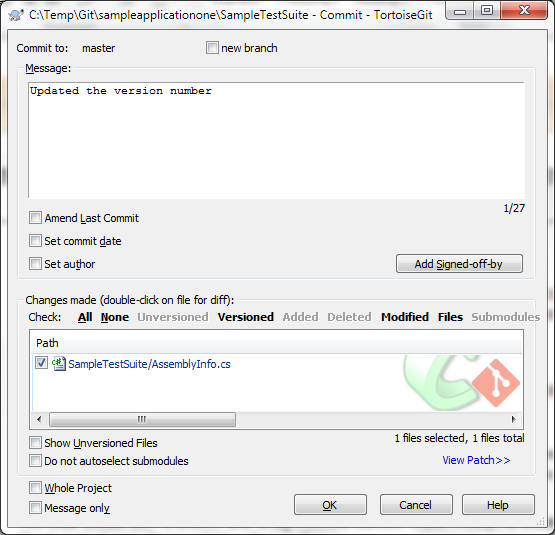 C:\Temp\Git\sampleapplicationone\SampleTestSuite - Commit - TortoiseGit
Commit to: master new branch
Message:
Updated the version number
1/27
Amend Last Commit
Set commit date
Set author Add Signed-off-by
Changes made (double-click on file for diff):
Check: All None Unversioned Versioned Added Deleted Modified Files Submodules
Path
SampleTestSuite/AssemblyInfo.cs
Show Unversioned Files 1 files selected, 1 files total
Do not autoselect submodules View Patch>>
Whole Project
Message only OK Cancel Help